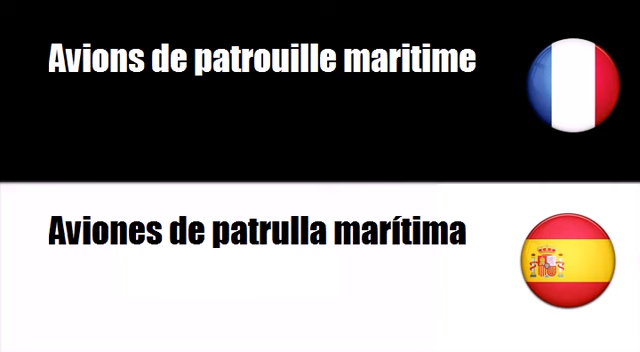 Avions de patrouille maritime
Aviones de patrulla marítima